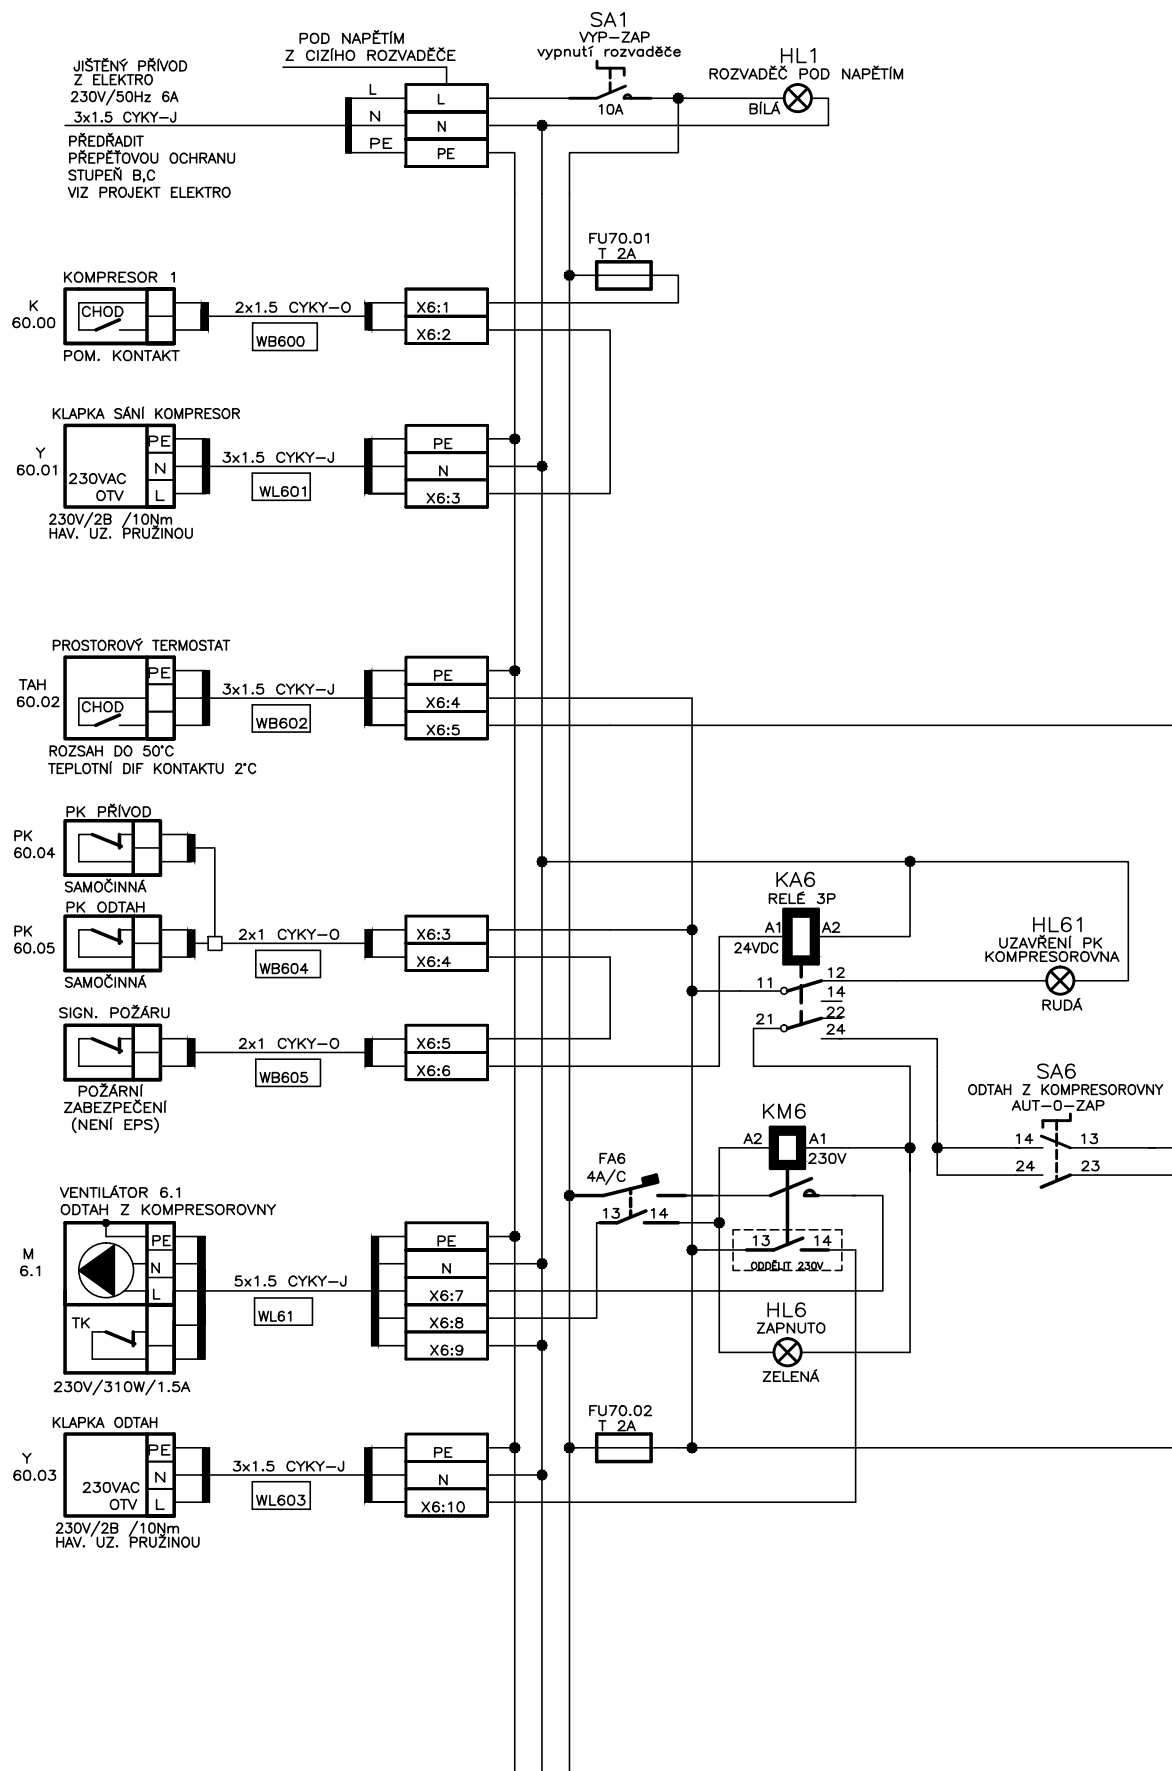 SA1
VYP-ZAP
vypnutí rozvaděče
10A
POD NAPĚTÍM
Z CIZÍHO ROZVADĚČE
HL1
ROZVADĚČ POD NAPĚTÍM
BÍLÁ
JIŠTĚNÝ PŘÍVOD
Z ELEKTRO
230V/50Hz 6A
3x1.5 CYKY-J
PŘEDŘADIT
PŘEPĚŤOVOU OCHRANU
STUPEŇ B,C
VIZ PROJEKT ELEKTRO
L
N
PE
L
N
PE
FU70.01
T 2A
KOMPRESOR 1
K
60.00
CHOD
POM. KONTAKT
2x1.5 CYKY-O
WB600
X6:1
X6:2
KLAPKA SÁNÍ KOMPRESOR
Y
60.01
230VAC
OTV
PE
N
L
230V/2B /10Nm
HAV. UZ. PRUŽINOU
3x1.5 CYKY-J
WL601
PE
N
X6:3
PROSTOROVÝ TERMOSTAT
TAH
60.02
PE
CHOD
ROZSAH DO 50°C
TEPLOTNÍ DIF KONTAKTU 2°C
3x1.5 CYKY-J
WB602
PE
X6:4
X6:5
PK PŘÍVOD
PK
60.04
SAMOČINNÁ
PK ODTAH
PK
60.05
SAMOČINNÁ
2x1 CYKY-O
WB604
X6:3
X6:4
SIGN. POŽÁRU
POŽÁRNÍ
ZABEZPEČENÍ
(NENÍ EPS)
2x1 CYKY-O
WB605
X6:5
X6:6
KA6
RELÉ 3P
A1
A2
24VDC
11
12
14
21
22
24
HL61
UZAVŘENÍ PK
KOMPRESOROVNA
RUDÁ
SA6
ODTAH Z KOMPRESOROVNY
AUT-0-ZAP
14
13
24
23
KM6
A2
A1
230V
FA6
4A/C
13
14
13
14
ODDĚLIT 230V
HL6
ZAPNUTO
ZELENÁ
VENTILÁTOR 6.1
ODTAH Z KOMPRESOROVNY
M
6.1
PE
N
L
TK
230V/310W/1.5A
5x1.5 CYKY-J
WL61
PE
N
X6:7
X6:8
X6:9
FU70.02
T 2A
KLAPKA ODTAH
Y
60.03
230VAC
OTV
PE
N
L
230V/2B /10Nm
HAV. UZ. PRUŽINOU
3x1.5 CYKY-J
WL603
PE
N
X6:10